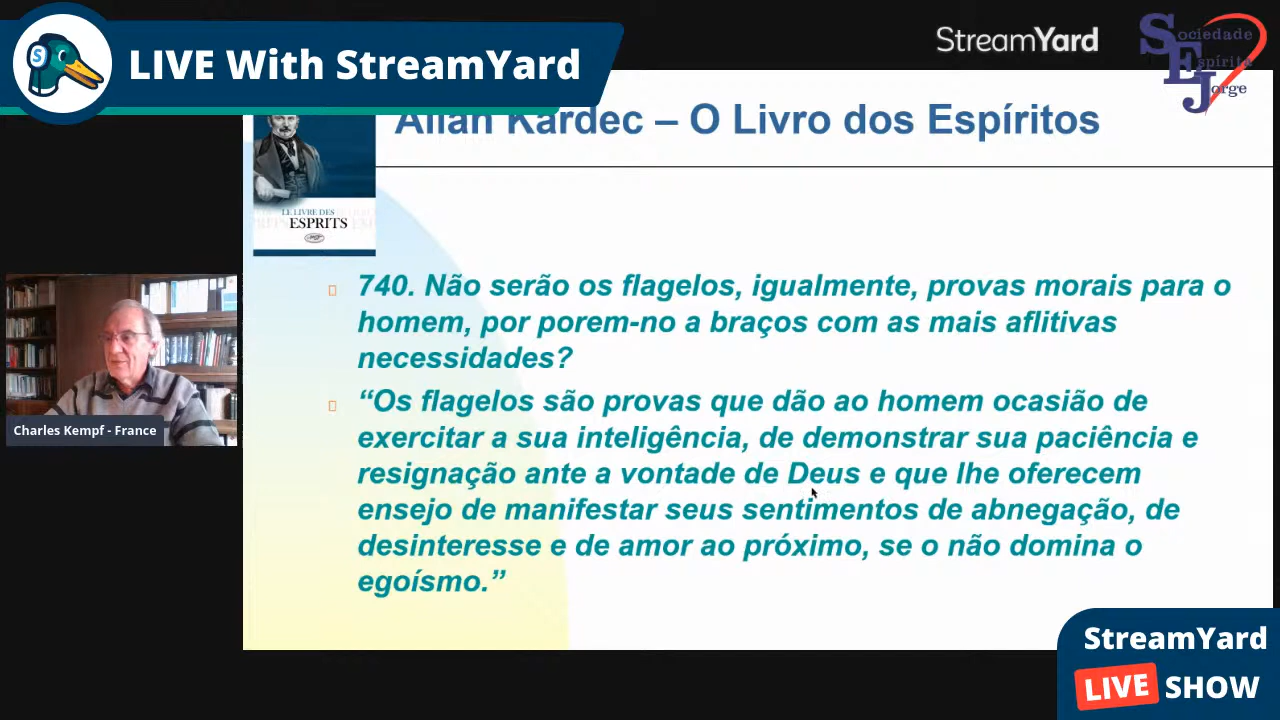 LIVE With StreamYard
StreamYard
Sociedade
Espírita
Jorge
Allan Kardec – O Livro dos Espíritos
LE LIVRE DES
ESPRITS
740. Não serão os flagelos, igualmente, provas morais para o
homem, por porem-no a braços com as mais aflitivas
necessidades?
“Os flagelos são provas que dão ao homem ocasião de
exercitar a sua inteligência, de demonstrar sua paciência e
resignação ante a vontade de Deus e que lhe oferecem
ensejo de manifestar seus sentimentos de abnegação, de
desinteresse e de amor ao próximo, se o não domina o
egoísmo.”
Charles Kempf - France
StreamYard
LIVE SHOW